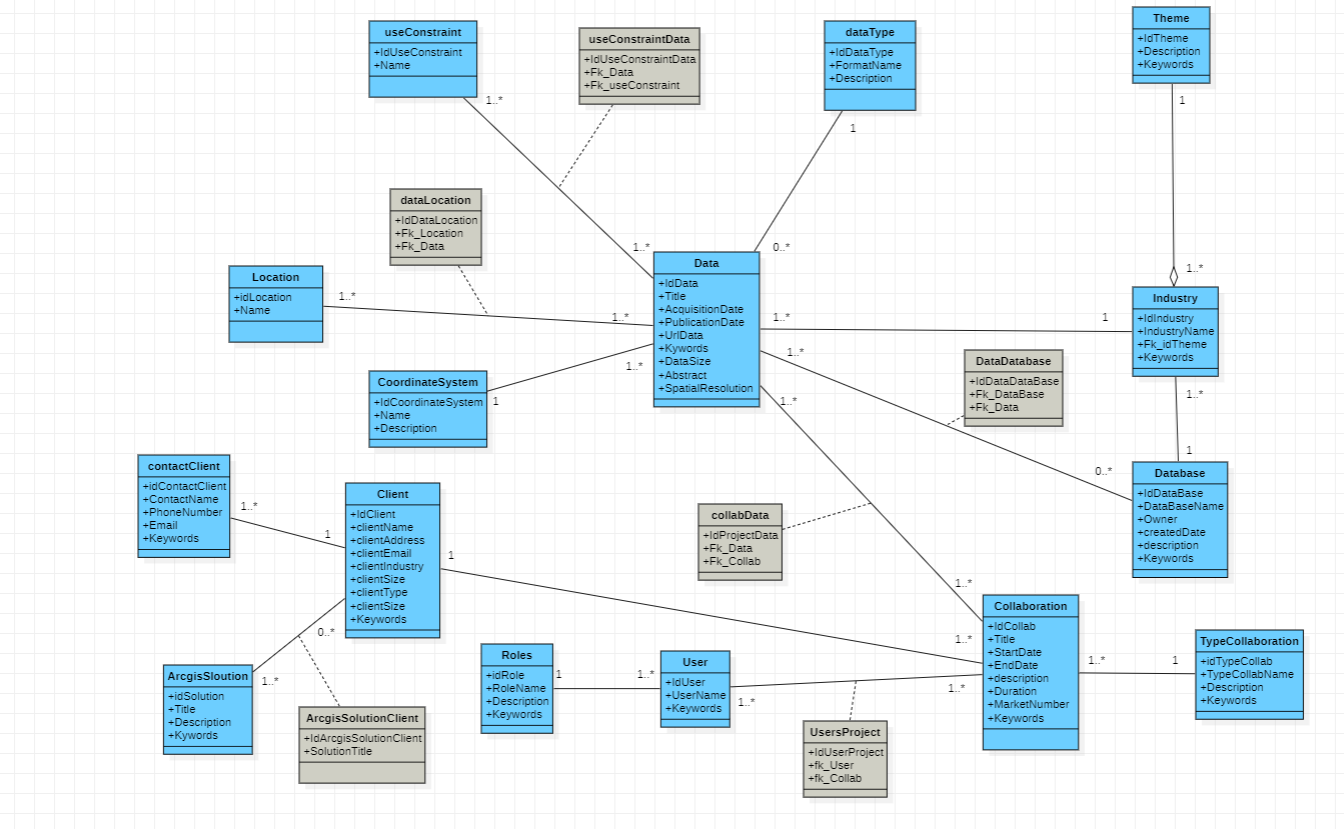 useConstraint
+IdUseConstraint
+Name
useConstraintData
+IdUseConstraintData
+Fk_Data
+Fk_useConstraint
dataType
+IdDataType
+FormatName
+Description
Theme
+IdTheme
+Description
+Keywords
1..*
1
1
dataLocation
+IdDataLocation
+Fk_Location
+Fk_Data
1..*
0..*
Location
+idLocation
+Name
1..*
1..*
Data
+IdData
+Title
+AcquisitionDate
+PublicationDate
+UrlData
+Kywords
+DataSize
+Abstract
+SpatialResolution
1..*
1
1..*
Industry
+IdIndustry
+IndustryName
+Fk_idTheme
+Keywords
CoordinateSystem
+IdCoordinateSystem
+Name
+Description
1
1..*
1..*
1..*
DataDatabase
+IdDataDataBase
+Fk_DataBase
+Fk_Data
1..*
1
0..*
Database
+IdDataBase
+DataBaseName
+Owner
+createdDate
+description
+Keywords
contactClient
+idContactClient
+ContactName
+PhoneNumber
+Email
+Keywords
1..*
1
Client
+IdClient
+clientName
+clientAddress
+clientEmail
+clientIndustry
+clientSize
+clientType
+clientSize
+Keywords
1
collabData
+IdProjectData
+Fk_Data
+Fk_Collab
1..*
1..*
Collaboration
+IdCollab
+Title
+StartDate
+EndDate
+description
+Duration
+MarketNumber
+Keywords
1..*
1
TypeCollaboration
+idTypeCollab
+TypeCollabName
+Description
+Keywords
0..*
1..*
ArcgisSloution
+idSolution
+Title
+Description
+Kywords
ArcgisSolutionClient
+IdArcgisSolutionClient
+SolutionTitle
Roles
+idRole
+RoleName
+Description
+Keywords
1
1..*
User
+IdUser
+UserName
+Keywords
1..*
1..*
UsersProject
+IdUserProject
+fk_User
+fk_Collab